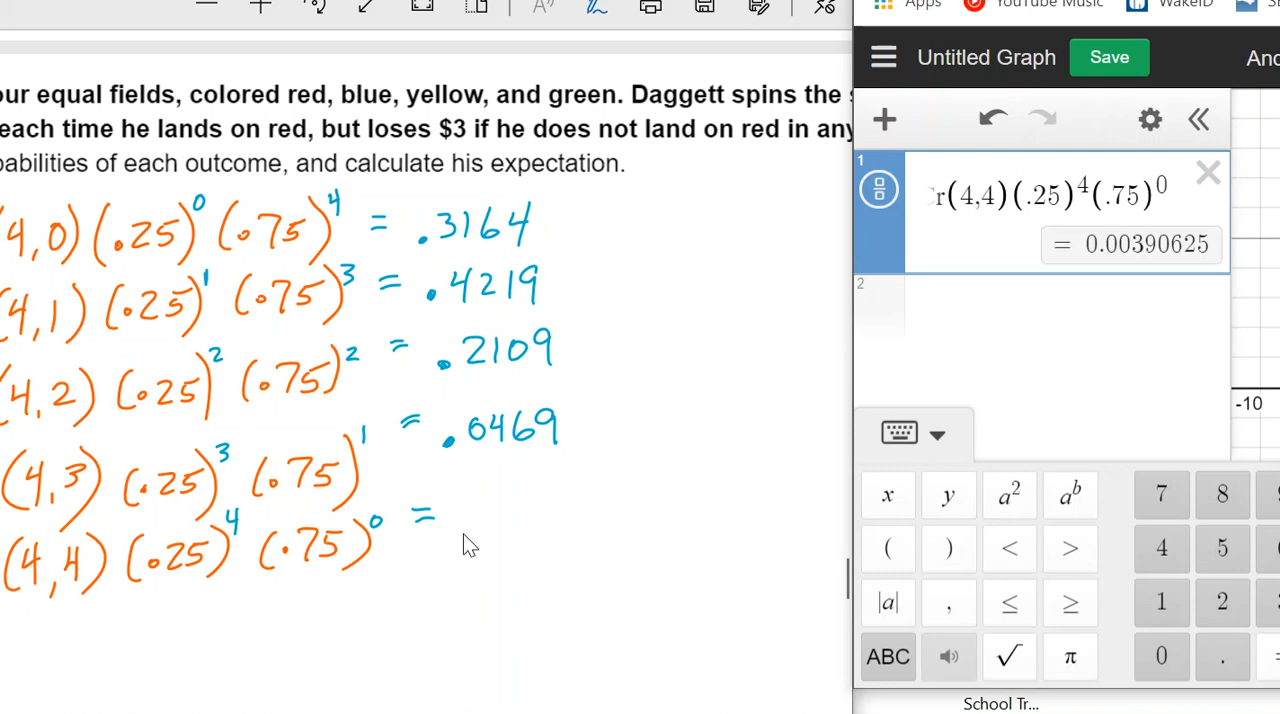 Apps YouTube Music WakeID
Untitled Graph Save
our equal fields, colored red, blue, yellow, and green. Daggett spins the
each time he lands on red, but loses $3 if he does not land on red in any
pabilities of each outcome, and calculate his expectation.
(4,0)(.25)^0(.75)^4 = .3164
(4,1)(.25)^1(.75)^3 = .4219
(4,2)(.25)^2(.75)^2 = .2109
(4,3)(.25)^3(.75)^1 = .0469
(4,4)(.25)^4(.75)^0 =
1
r(4,4)(.25)^4(.75)^0
= 0.00390625
2
-10
x y a^2 a^b 7 8
( ) < > 4 5
|a| , ≤ ≥ 1 2
ABC √ π 0 .
School Tr...